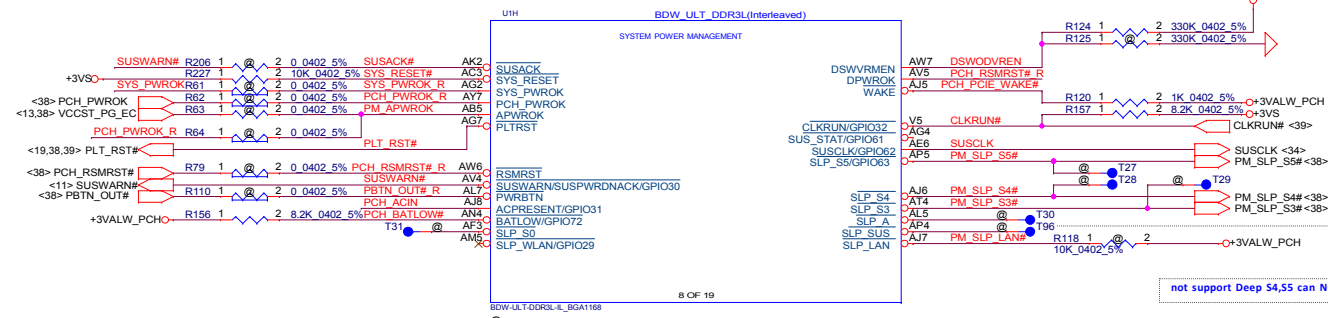 U1H
BDW_ULT_DDR3L(Interleaved)
SYSTEM POWER MANAGEMENT
SUSWARN# R206 1 @ 2 0_0402_5% SUSACK# AK2 SUSACK
+3VS R227 1 2 10K_0402_5% SYS_RESET# AC3 SYS_RESET
SYS_PWROK R61 1 @ 2 0_0402_5% SYS_PWROK_R AG2 SYS_PWROK
<38> PCH_PWROK R62 1 @ 2 0_0402_5% PCH_PWROK_R AY7 PCH_PWROK
<13,38> VCCST_PG_EC R63 1 @ 2 0_0402_5% PM_APWROK AB5 APWROK
AG7 PLTRST
PCH_PWROK_R R64 1 @ 2 0_0402_5%
<19,38,39> PLT_RST# PLT_RST#
<38> PCH_RSMRST# R79 1 @ 2 0_0402_5% PCH_RSMRST#_R AW6 RSMRST
<11> SUSWARN# AV4 SUSWARN/SUSPWRDNACK/GPIO30
<38> PBTN_OUT# R110 1 @ 2 0_0402_5% PBTN_OUT#_R AL7 PWRBTN
PCH_ACIN AJ8 ACPRESENT/GPIO31
+3VALW_PCH R156 1 2 8.2K_0402_5% PCH_BATLOW# AN4 BATLOW/GPIO72
T31 @ AF3 SLP_S0
AM5 SLP_WLAN/GPIO29
R124 1 2 330K_0402_5%
R125 1 @ 2 330K_0402_5%
DSWVRMEN AW7 DSWODVREN
DPWROK AV5 PCH_RSMRST#_R
WAKE AJ5 PCH_PCIE_WAKE#
R120 1 2 1K_0402_5% +3VALW_PCH
R157 1 2 8.2K_0402_5% +3VS
CLKRUN/GPIO32 V5 CLKRUN# CLKRUN# <39>
SUS_STAT/GPIO61 AG4
SUSCLK/GPIO62 AE6 SUSCLK SUSCLK <34>
SLP_S5/GPIO63 AP5 PM_SLP_S5# PM_SLP_S5# <38>
@ T27
@ T28 @ T29
SLP_S4 AJ6 PM_SLP_S4# PM_SLP_S4# <38>
SLP_S3 AT4 PM_SLP_S3# PM_SLP_S3# <38>
SLP_A AL5 @ T30
SLP_SUS AP4 @ T96
SLP_LAN AJ7 PM_SLP_LAN# R118 1 @ 2 +3VALW_PCH
10K_0402_5%
not support Deep S4,S5 can N
8 OF 19
BDW-ULT-DDR3L-IL_BGA1168